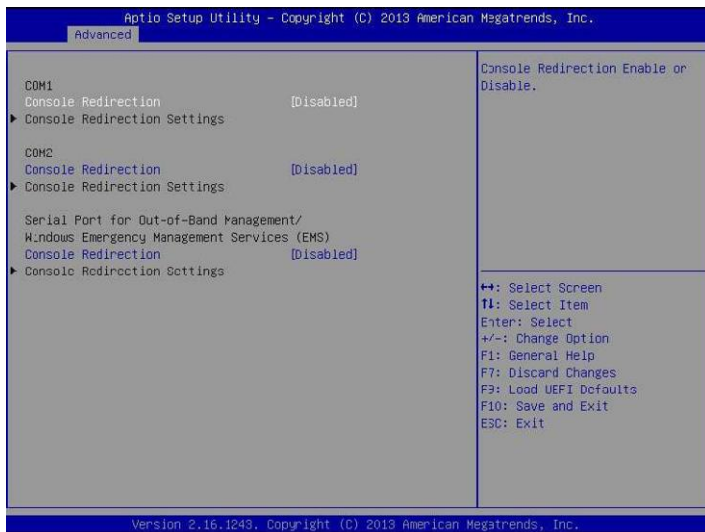 Aptio Setup Utility - Copyright (C) 2013 American Megatrends, Inc.
Advanced
COM1
Console Redirection [Disabled]
▶ Console Redirection Settings
COM2
Console Redirection [Disabled]
▶ Console Redirection Settings
Serial Port for Out-of-Band Management/
Windows Emergency Management Services (EMS)
Console Redirection [Disabled]
▶ Console Redirection Settings
Console Redirection Enable or
Disable.
↔: Select Screen
↑↓: Select Item
Enter: Select
+/-: Change Option
F1: General Help
F7: Discard Changes
F9: Load UEFI Defaults
F10: Save and Exit
ESC: Exit
Version 2.16.1243. Copyright (C) 2013 American Megatrends, Inc.